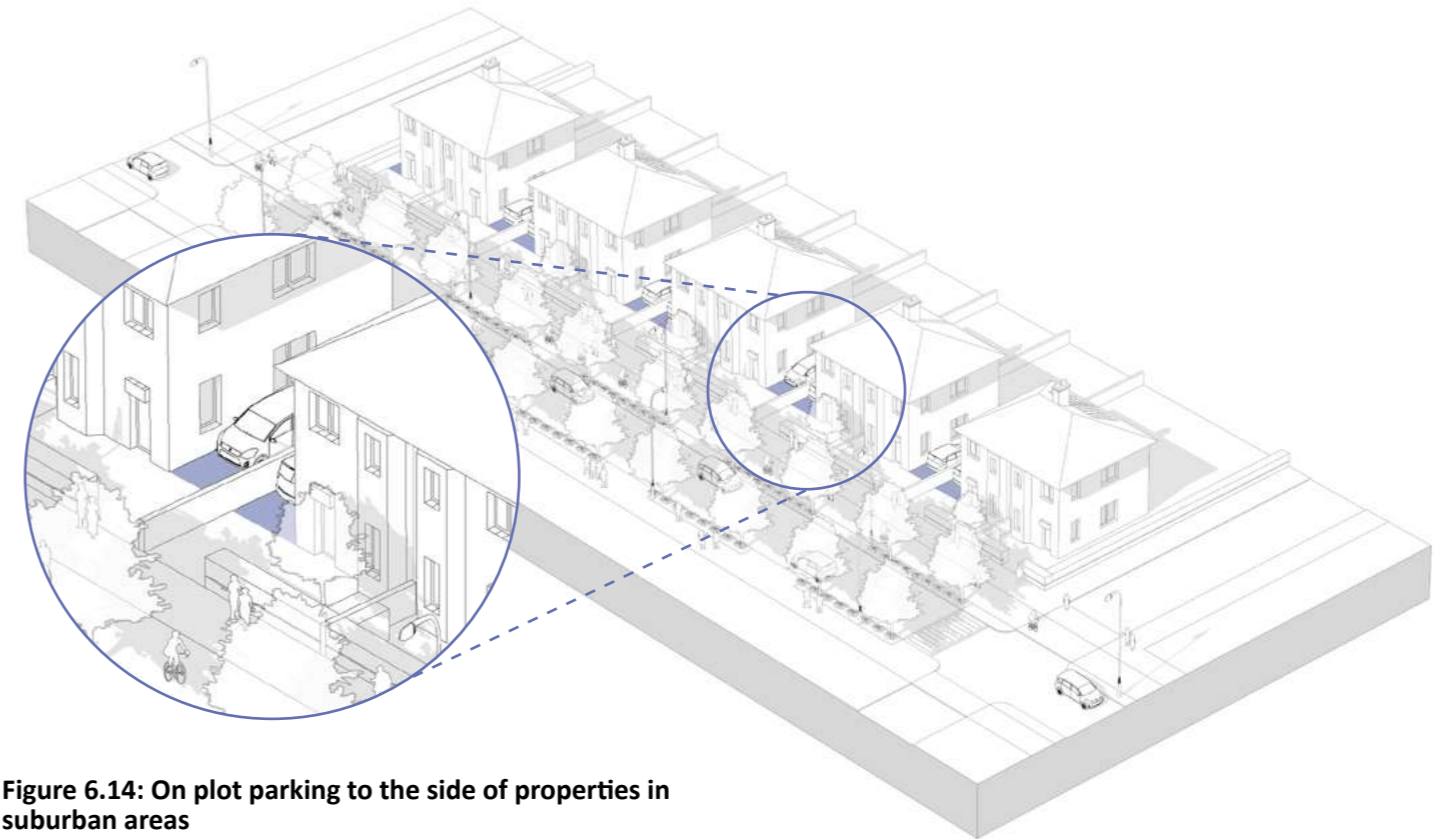 Figure 6.14: On plot parking to the side of properties in
suburban areas